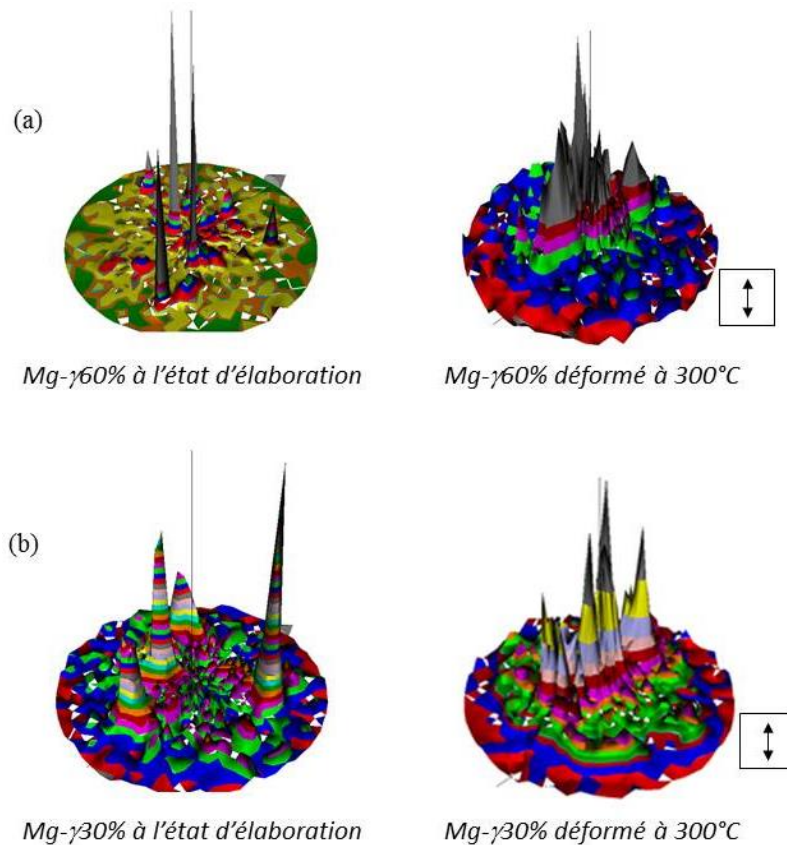 (a)
Mg-γ60% à l'état d'élaboration
Mg-γ60% déformé à 300°C
(b)
Mg-γ30% à l'état d'élaboration
Mg-γ30% déformé à 300°C